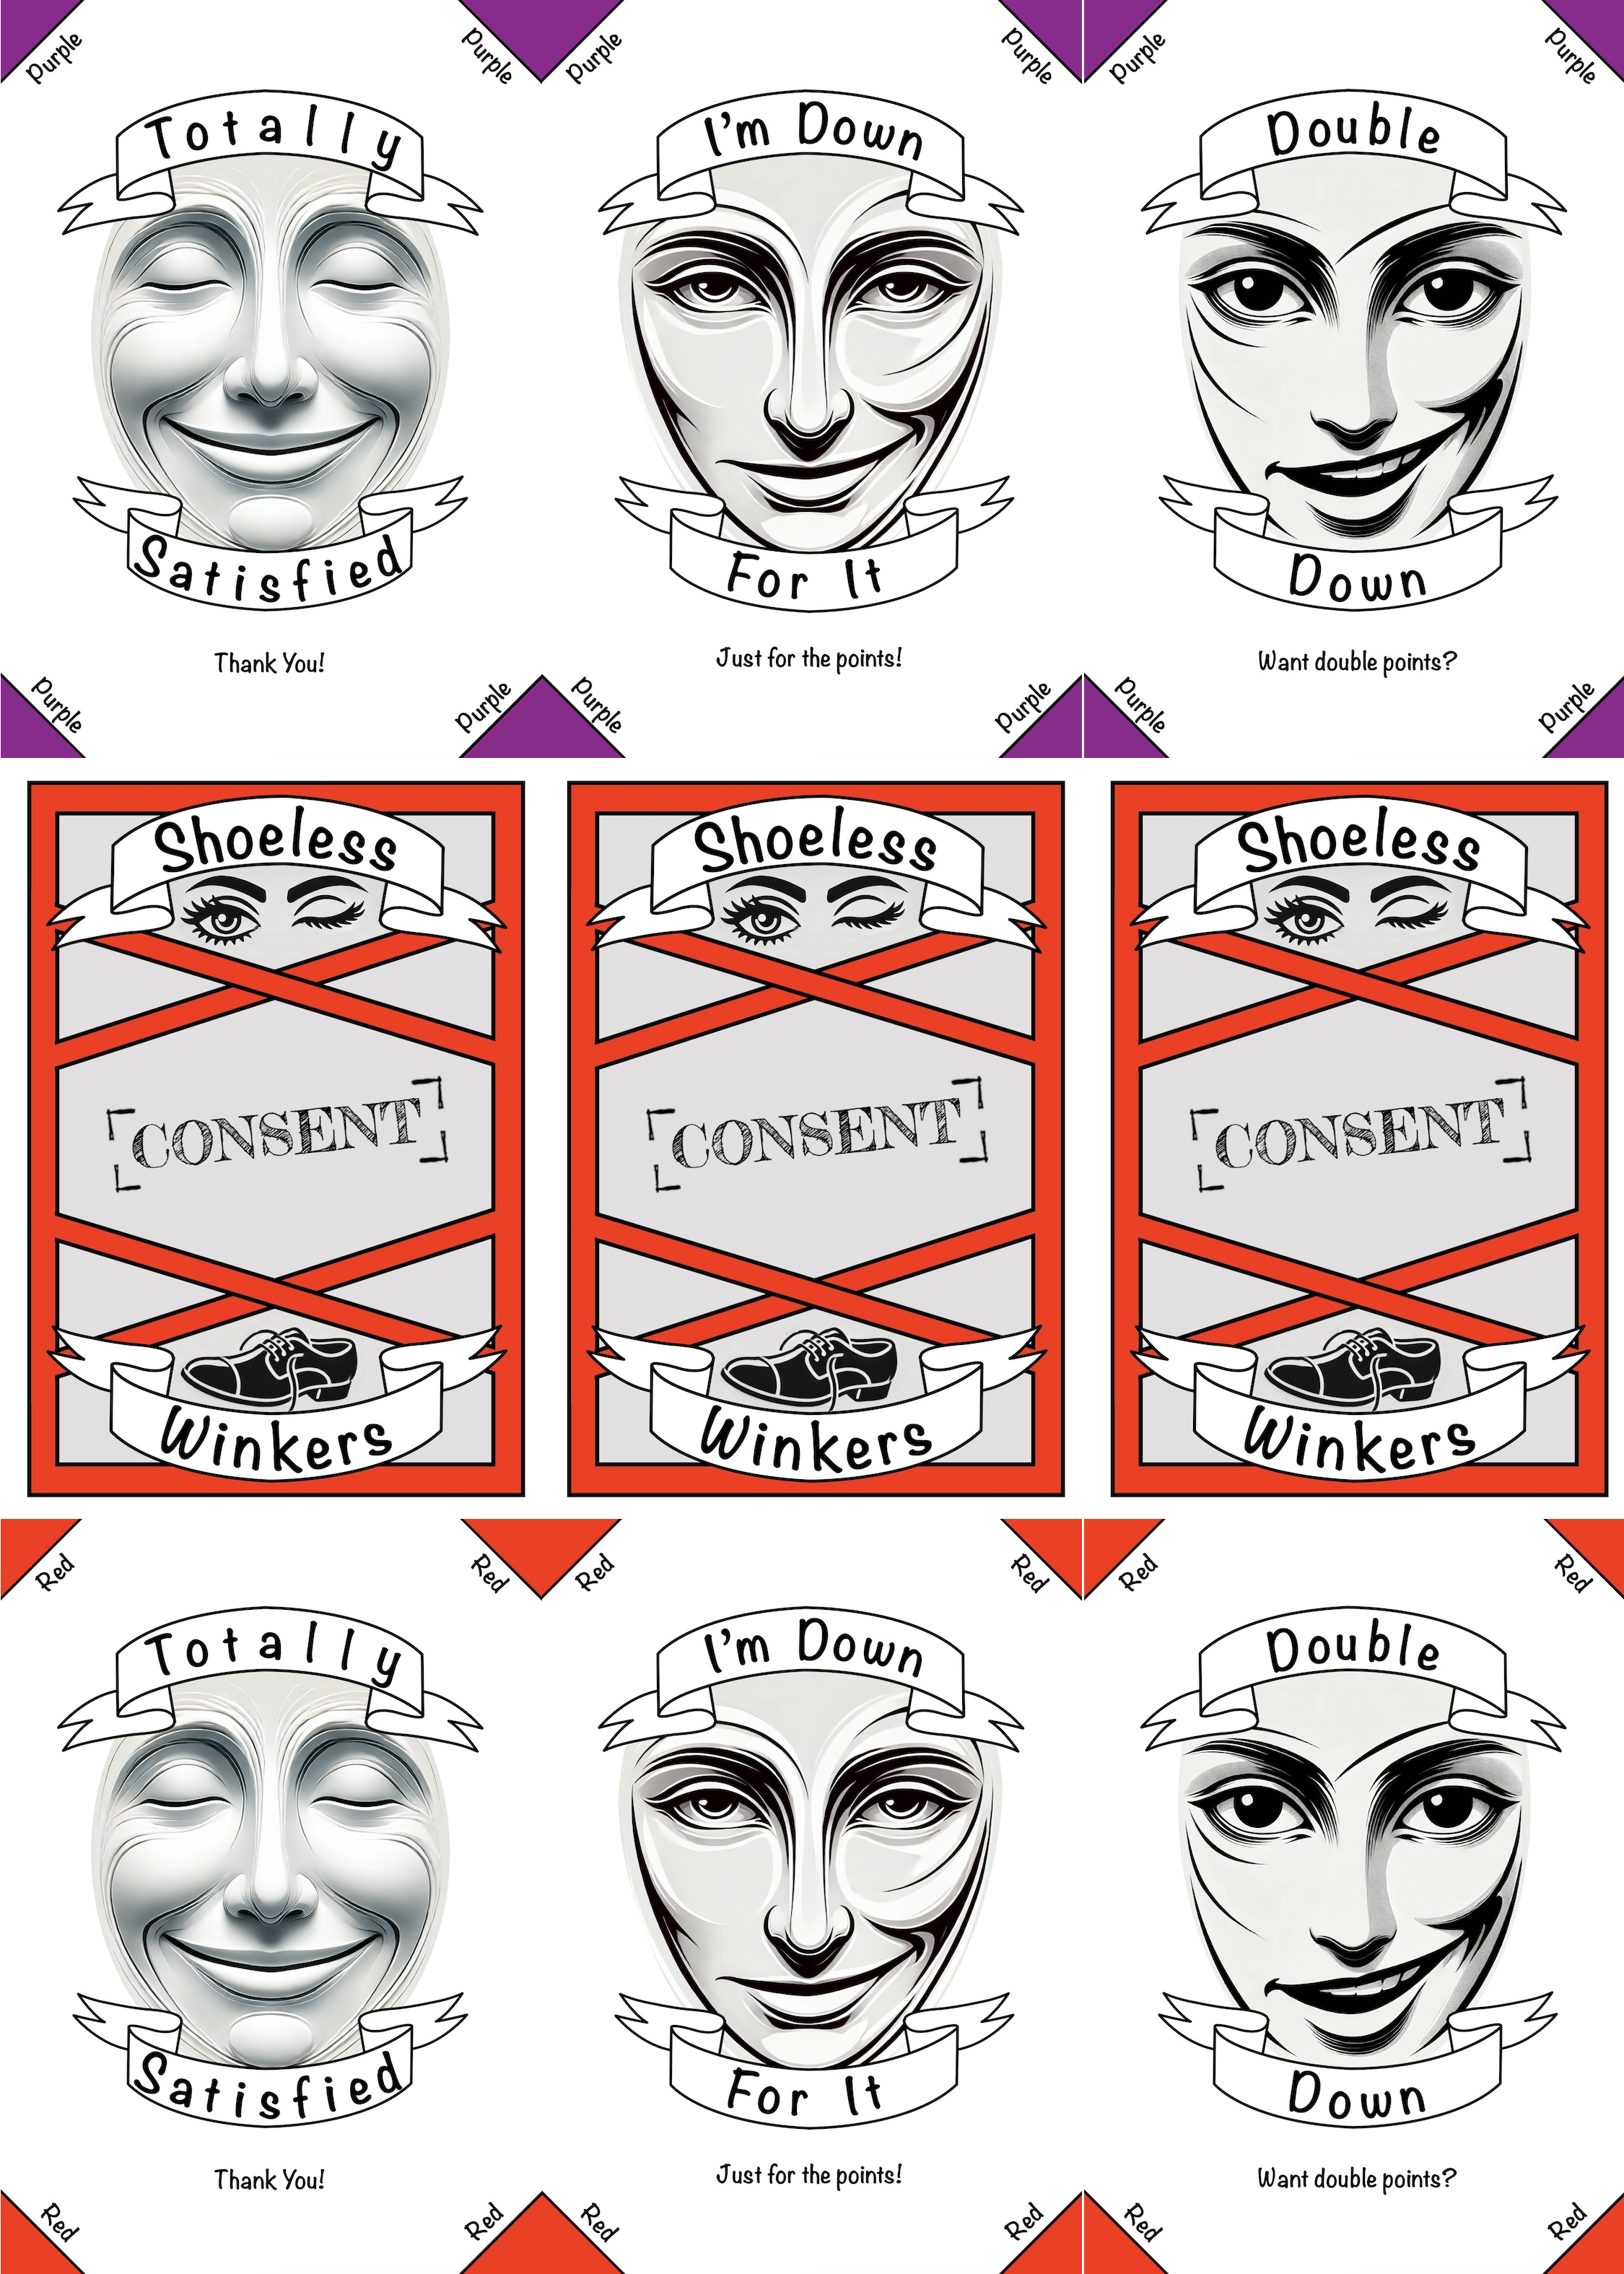 Purple
Purple
Purple
Purple
Purple
Purple
Totally
I'm Down
Double
Satisfied
For It
Down
Thank You!
Just for the points!
Want double points?
Purple
Purple
Purple
Purple
Purple
Purple
Shoeless
Shoeless
Shoeless
CONSENT
CONSENT
CONSENT
Winkers
Winkers
Winkers
Red
Red
Red
Red
Red
Red
Totally
I'm Down
Double
Satisfied
For It
Down
Thank You!
Just for the points!
Want double points?
Red
Red
Red
Red
Red
Red